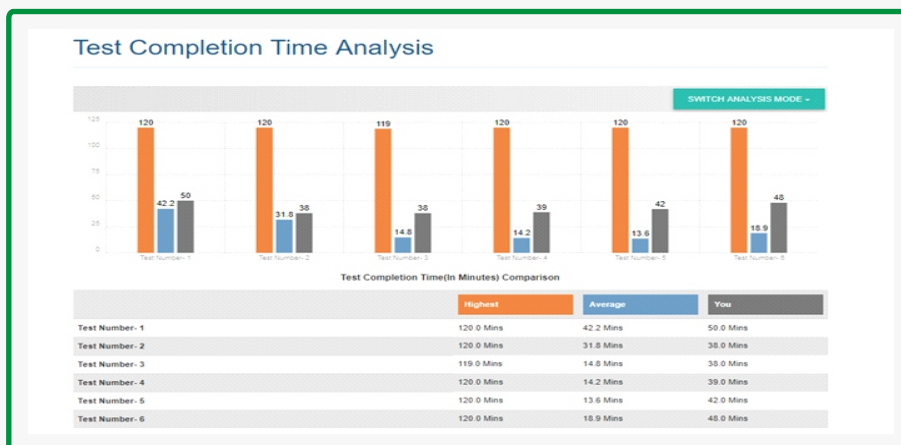 Test Completion Time Analysis
SWITCH ANALYSIS MODE
125
120 120 119 120 120 120
100
75
50
42.2 50 31.8 38 14.8 38 14.2 39 13.6 42 18.9 48
25
0
Test Number- 1 Test Number- 2 Test Number- 3 Test Number- 4 Test Number- 5 Test Number- 6
Test Completion Time(In Minutes) Comparison
Highest Average You
Test Number- 1 120.0 Mins 42.2 Mins 50.0 Mins
Test Number- 2 120.0 Mins 31.8 Mins 38.0 Mins
Test Number- 3 119.0 Mins 14.8 Mins 38.0 Mins
Test Number- 4 120.0 Mins 14.2 Mins 39.0 Mins
Test Number- 5 120.0 Mins 13.6 Mins 42.0 Mins
Test Number- 6 120.0 Mins 18.9 Mins 48.0 Mins